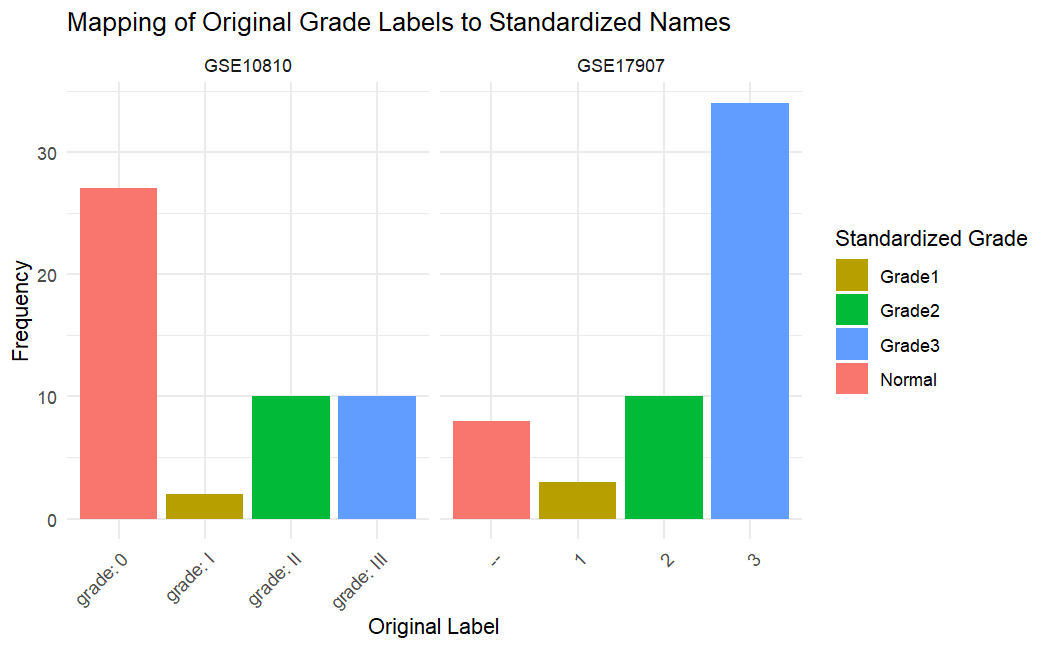 Mapping of Original Grade Labels to Standardized Names
GSE10810
GSE17907
Frequency
30
20
10
0
grade: 0
grade: I
grade: II
grade: III
--
1
2
3
Original Label
Standardized Grade
Grade1
Grade2
Grade3
Normal